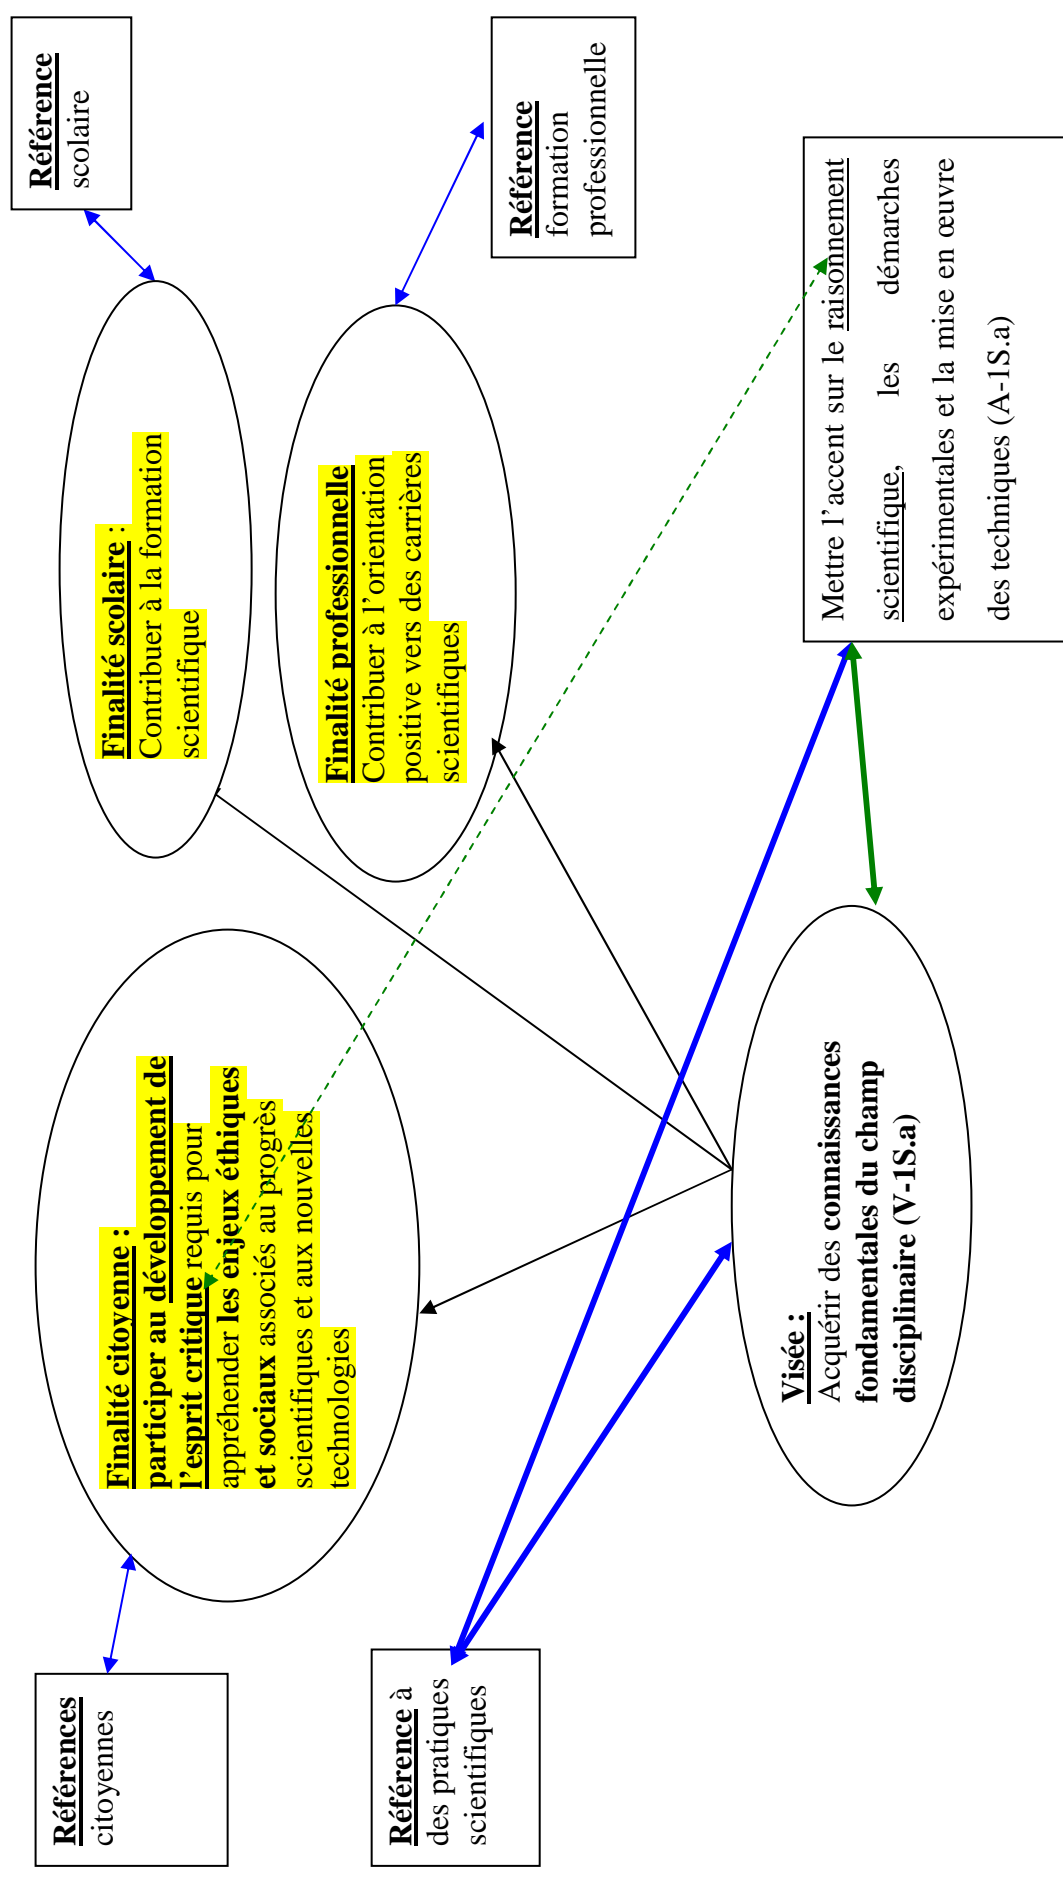 Références
citoyennes
Finalité citoyenne :
participer au développement de
l'esprit critique requis pour
appréhender les enjeux éthiques
et sociaux associés au progrès
scientifiques et aux nouvelles
technologies
Finalité scolaire :
Contribuer à la formation
scientifique
Référence
scolaire
Référence à
des pratiques
scientifiques
Finalité professionnelle
Contribuer à l'orientation
positive vers des carrières
scientifiques
Référence
formation
professionnelle
Visée :
Acquérir des connaissances
fondamentales du champ
disciplinaire (V-1S.a)
Mettre l'accent sur le raisonnement
scientifique, les démarches
expérimentales et la mise en œuvre
des techniques (A-1S.a)